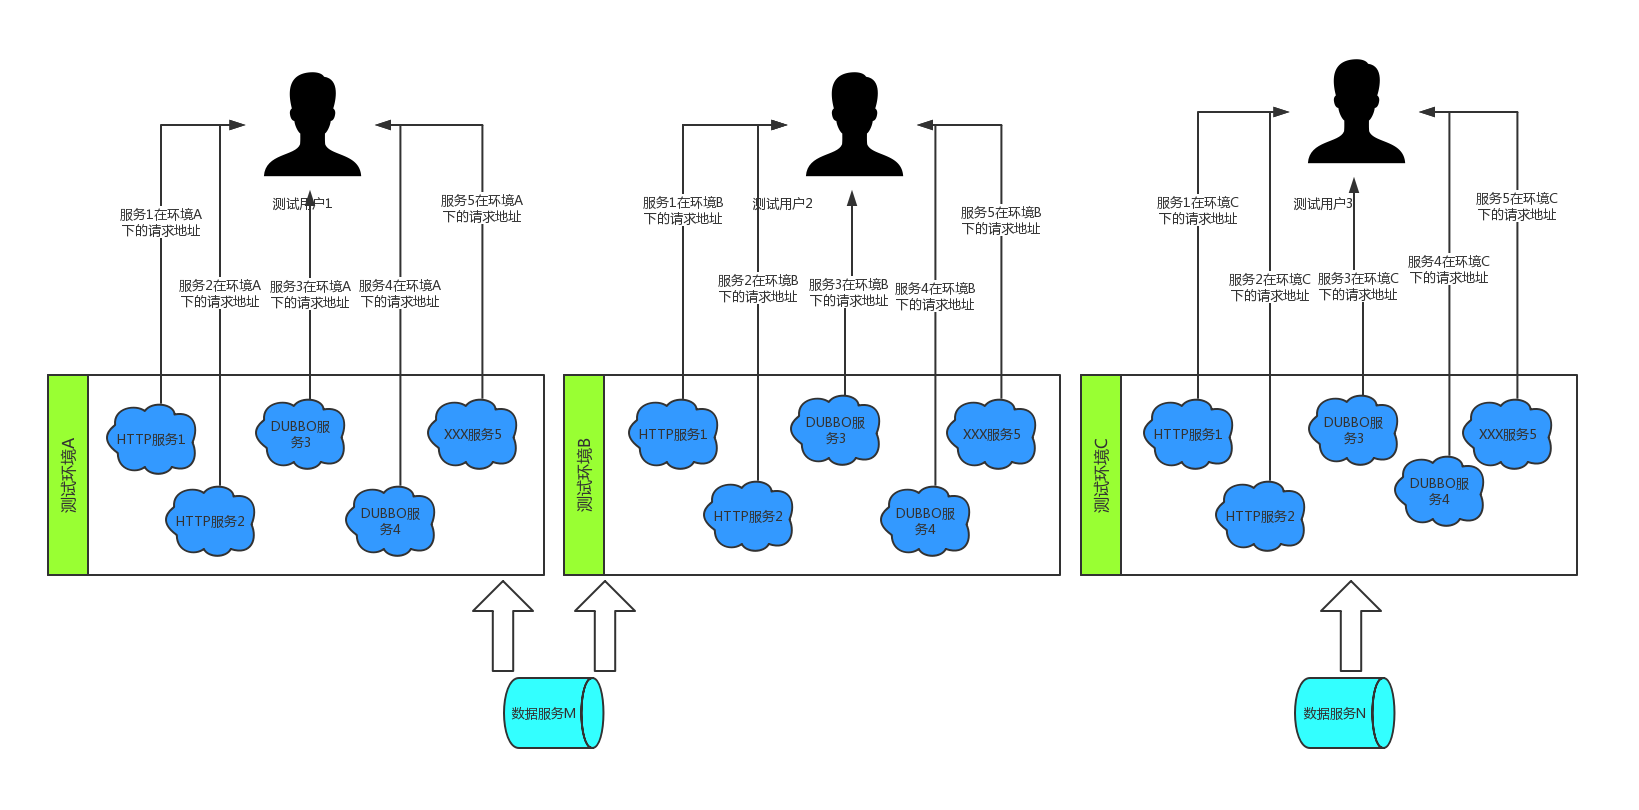 测试用户1
服务1在环境A
下的请求地址
服务2在环境A
下的请求地址
服务3在环境A
下的请求地址
服务4在环境A
下的请求地址
服务5在环境A
下的请求地址
测试环境A
HTTP服务1
HTTP服务2
DUBBO服
务3
DUBBO服
务4
XXX服务5
测试用户2
服务1在环境B
下的请求地址
服务2在环境B
下的请求地址
服务3在环境B
下的请求地址
服务4在环境B
下的请求地址
服务5在环境B
下的请求地址
测试环境B
HTTP服务1
HTTP服务2
DUBBO服
务3
DUBBO服
务4
XXX服务5
测试用户3
服务1在环境C
下的请求地址
服务2在环境C
下的请求地址
服务3在环境C
下的请求地址
服务4在环境C
下的请求地址
服务5在环境C
下的请求地址
测试环境C
HTTP服务1
HTTP服务2
DUBBO服
务3
DUBBO服
务4
XXX服务5
数据服务M
数据服务N